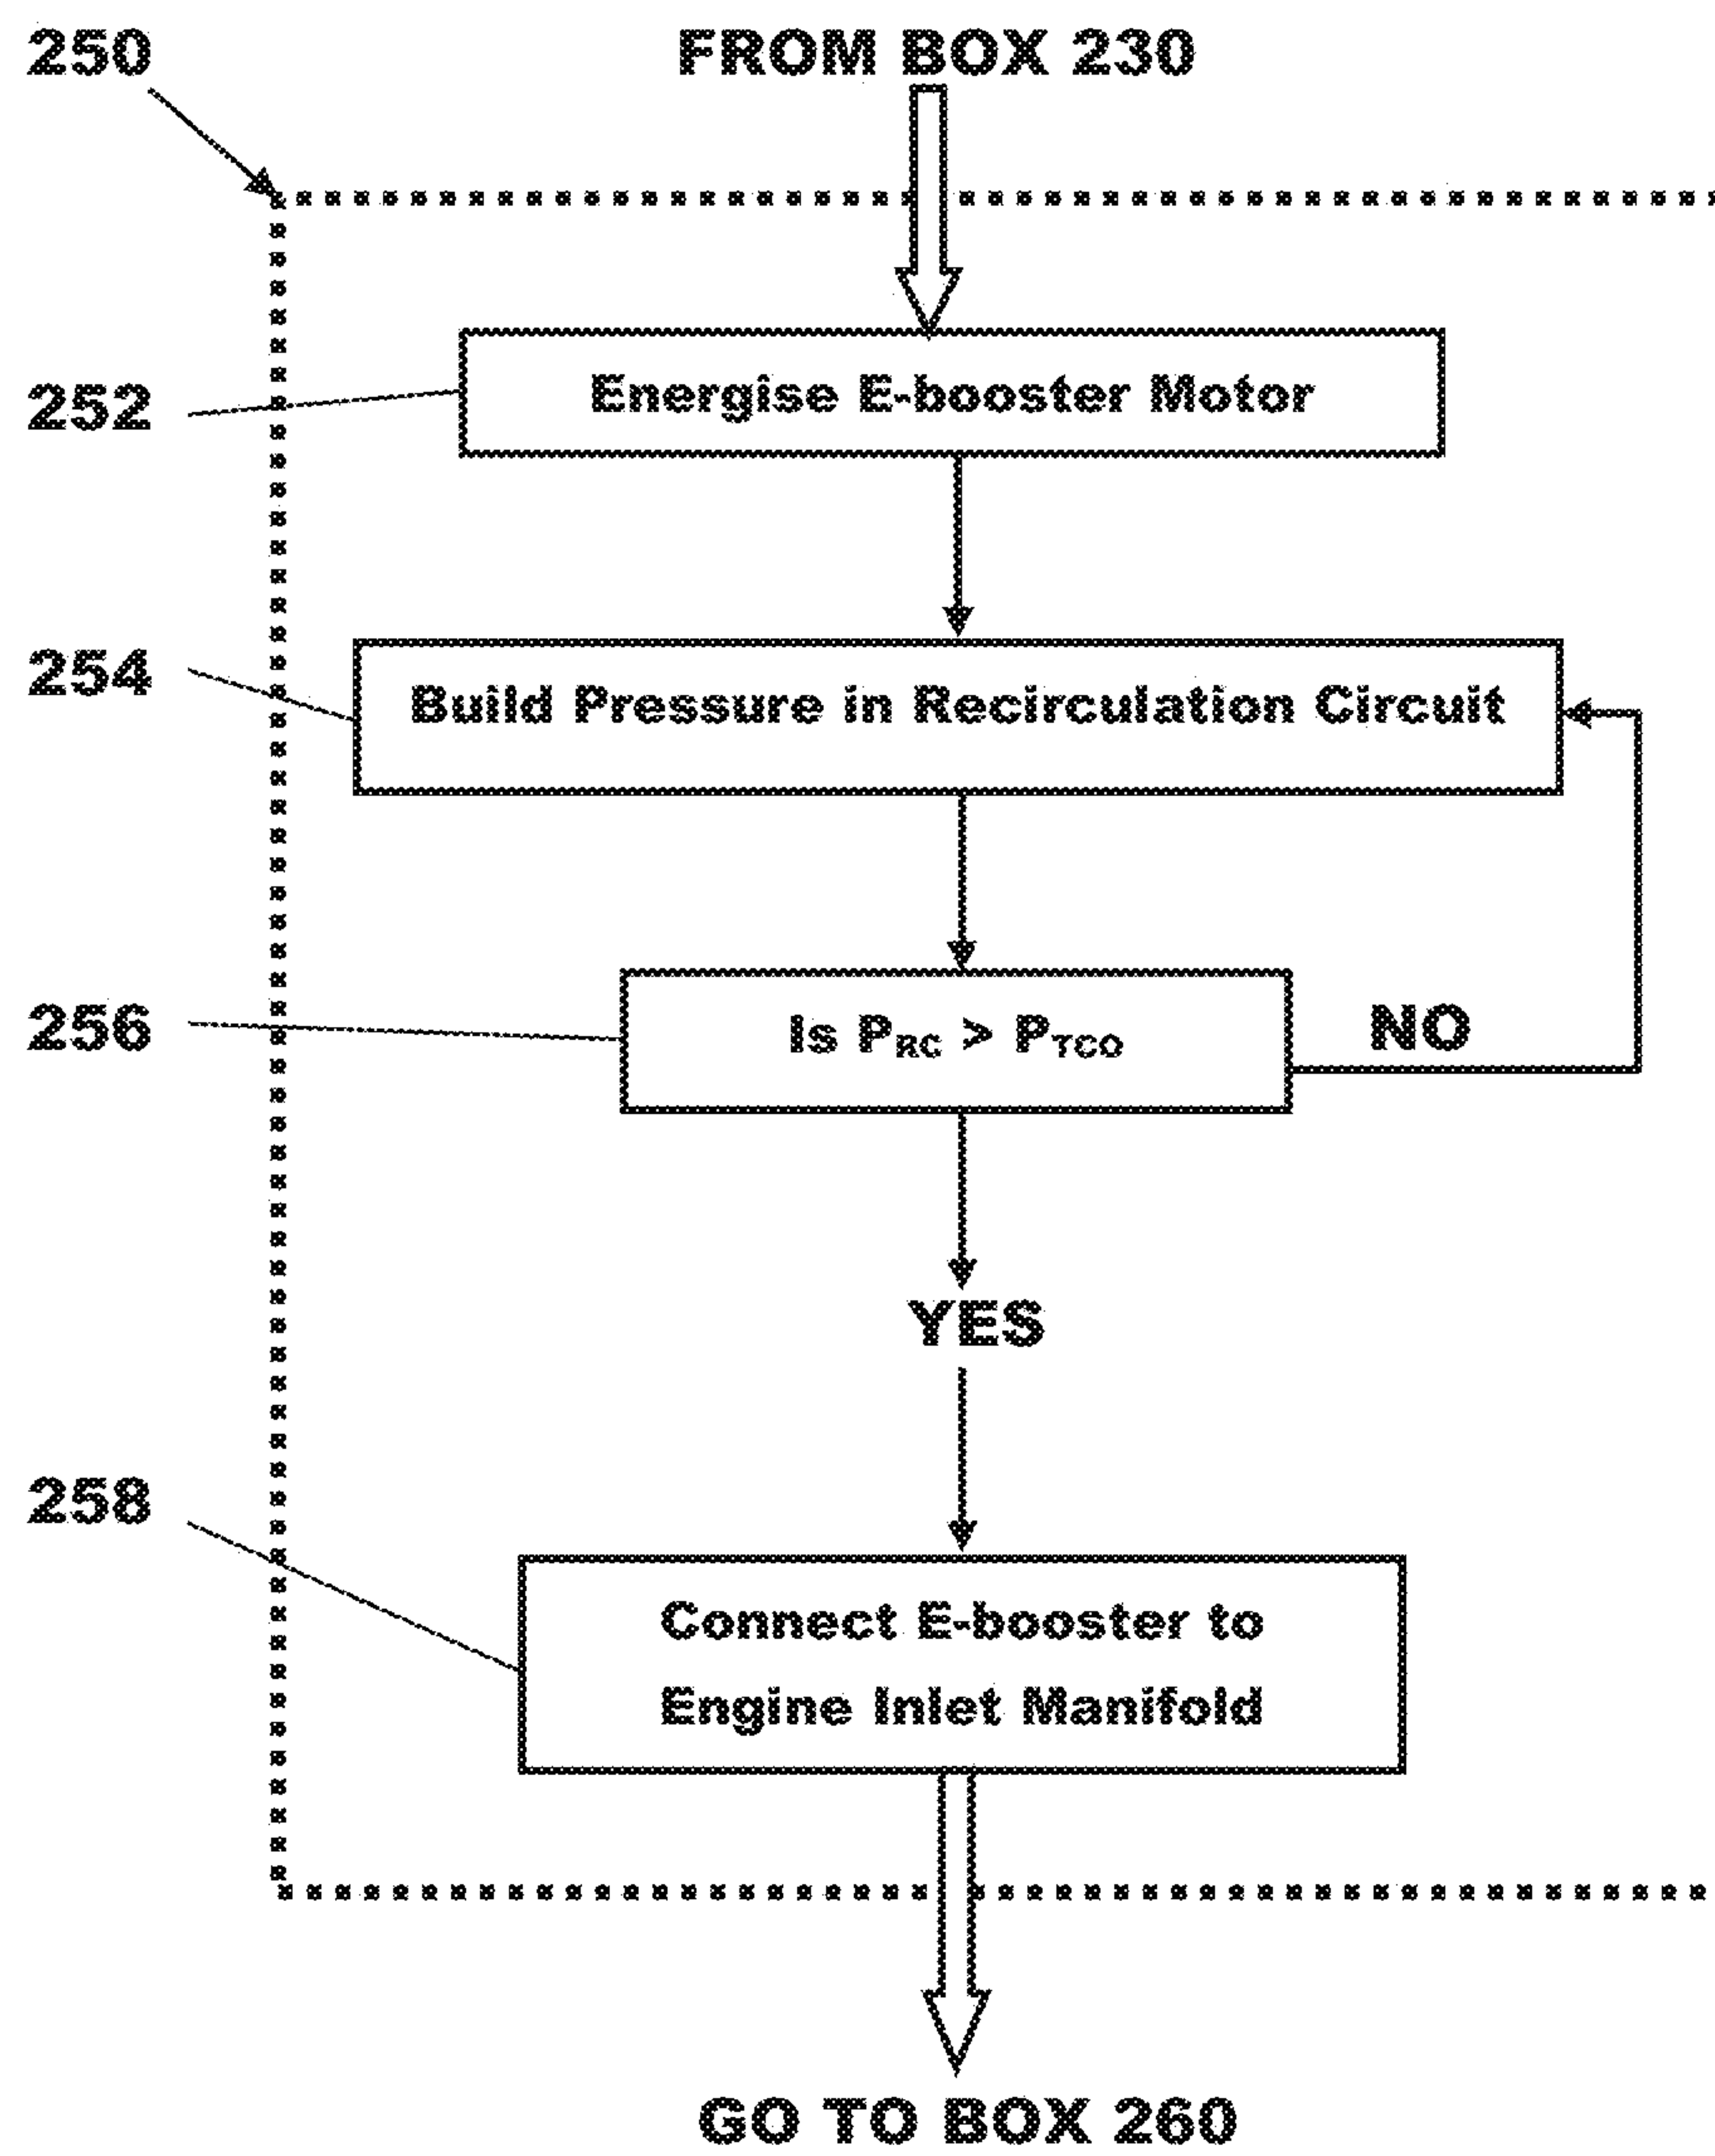 250
FROM BOX 230
252
Energise E-booster Motor
254
Build Pressure in Recirculation Circuit
256
Is PRC > PTCO
NO
YES
258
Connect E-booster to
Engine Inlet Manifold
GO TO BOX 260